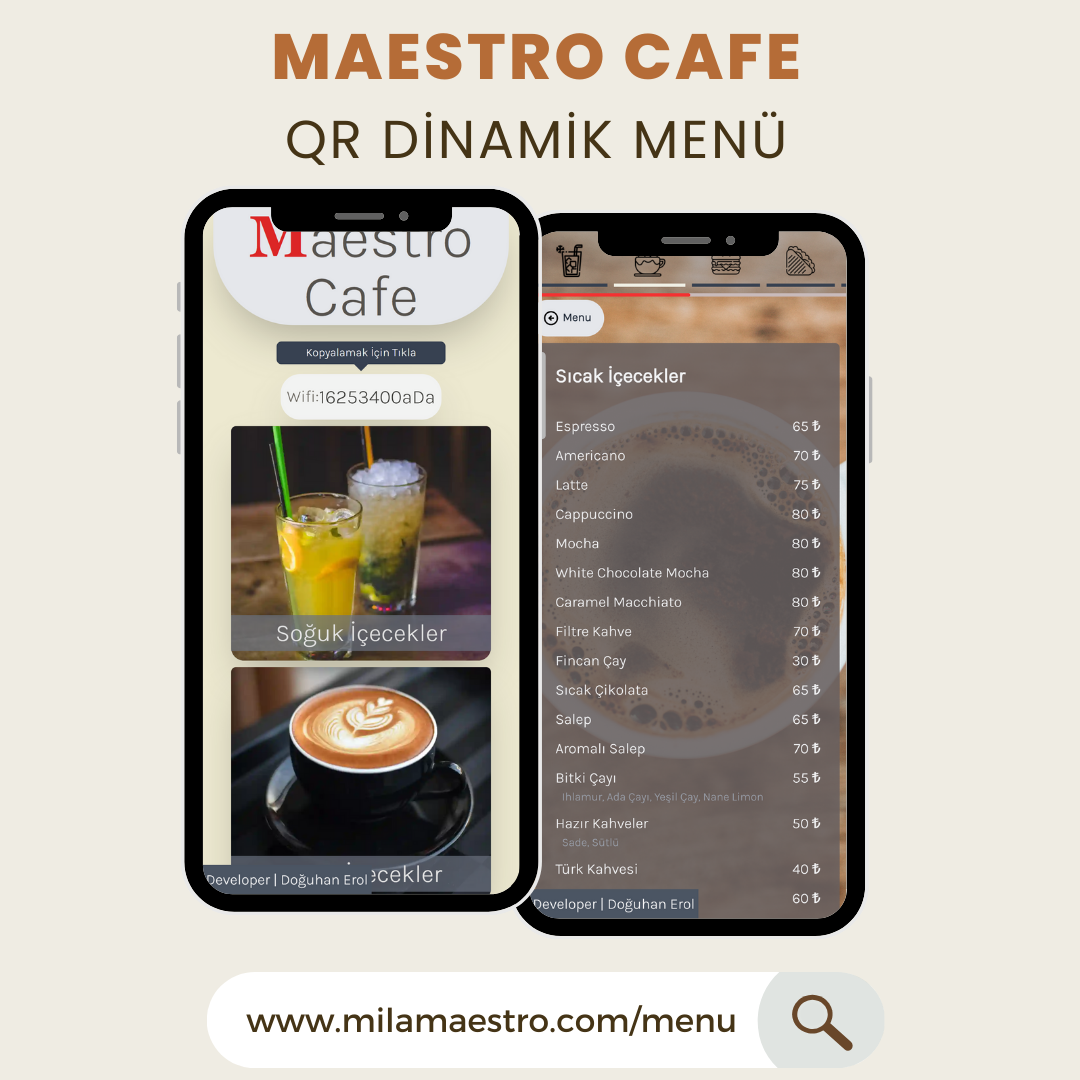 MAESTRO CAFE
QR DİNAMİK MENÜ
Maestro
Cafe
Kopyalamak İçin Tıkla
Wifi:16253400aDa
Soğuk İçecekler
İçecekler
Developer | Doğuhan Erol
Menu
Sıcak İçecekler
Espresso 65 ₺
Americano 70 ₺
Latte 75 ₺
Cappuccino 80 ₺
Mocha 80 ₺
White Chocolate Mocha 80 ₺
Caramel Macchiato 80 ₺
Filtre Kahve 70 ₺
Fincan Çay 30 ₺
Sıcak Çikolata 65 ₺
Salep 65 ₺
Aromalı Salep 70 ₺
Bitki Çayı 55 ₺
Ihlamur, Ada Çayı, Yeşil Çay, Nane Limon
Hazır Kahveler 50 ₺
Sade, Sütlü
Türk Kahvesi 40 ₺
60 ₺
Developer | Doğuhan Erol
www.milamaestro.com/menu